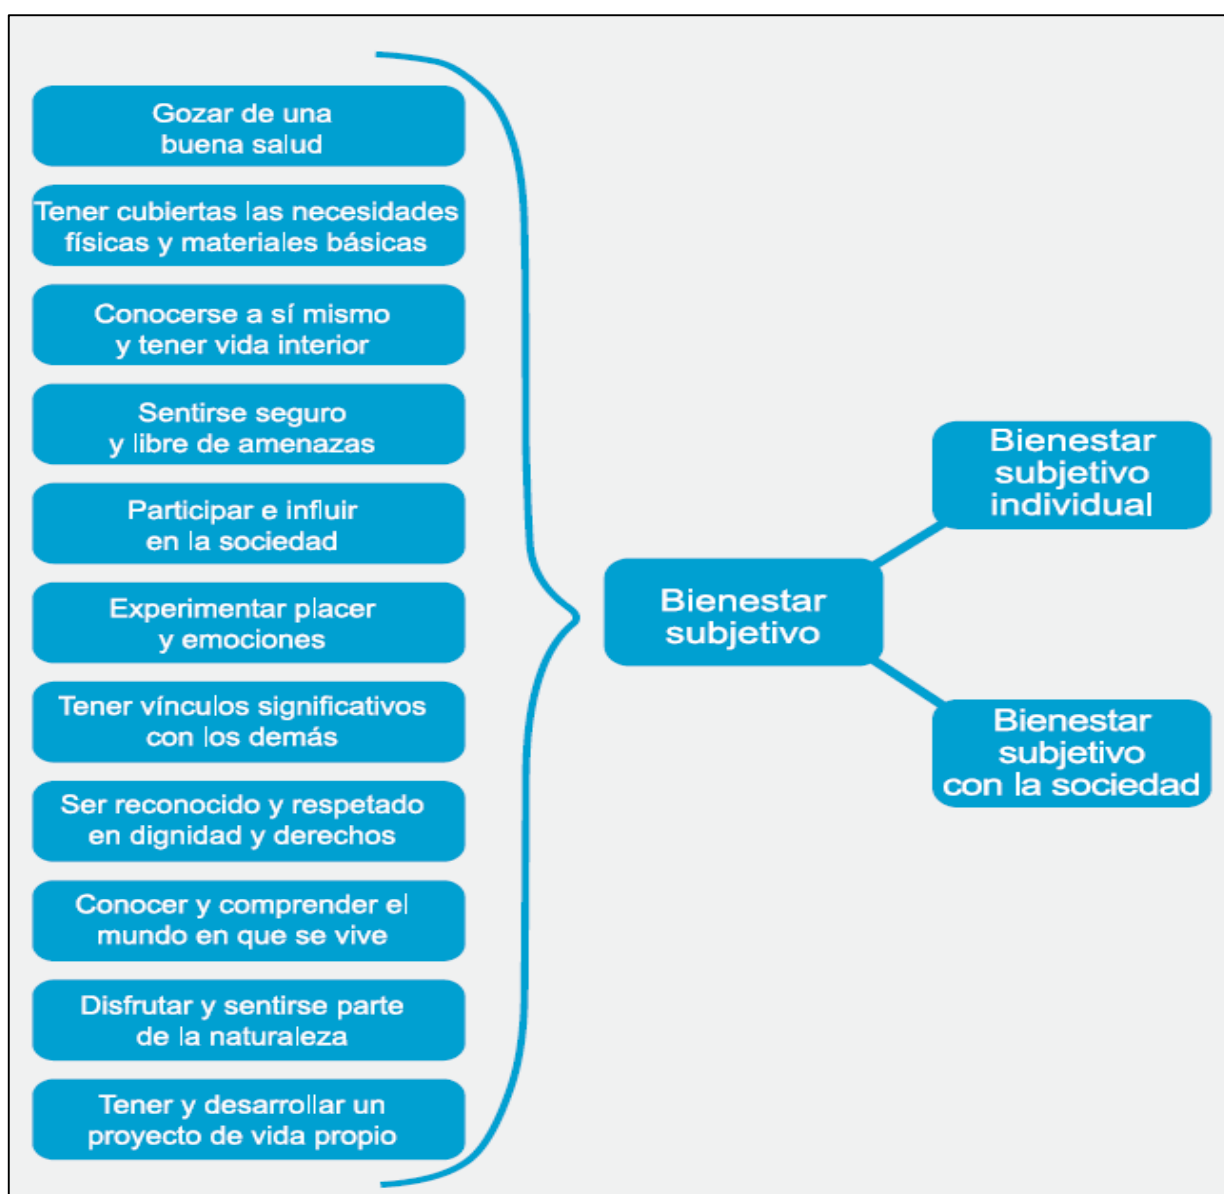 Gozar de una
buena salud
Tener cubiertas las necesidades
físicas y materiales básicas
Conocerse a sí mismo
y tener vida interior
Sentirse seguro
y libre de amenazas
Participar e influir
en la sociedad
Experimentar placer
y emociones
Tener vínculos significativos
con los demás
Ser reconocido y respetado
en dignidad y derechos
Conocer y comprender el
mundo en que se vive
Disfrutar y sentirse parte
de la naturaleza
Tener y desarrollar un
proyecto de vida propio
Bienestar
subjetivo
Bienestar
subjetivo
individual
Bienestar
subjetivo
con la sociedad